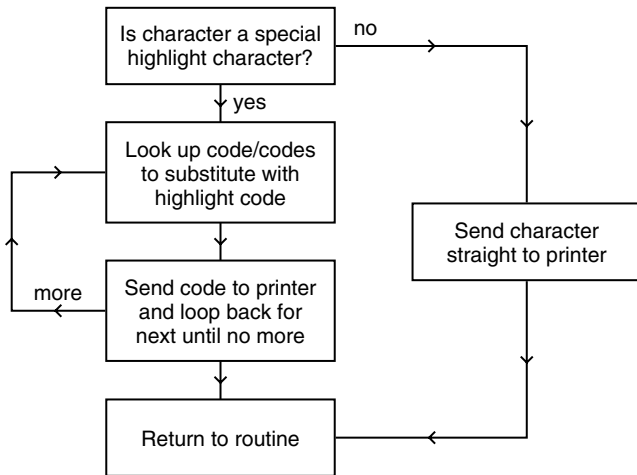 Is character a special
highlight character?
no
yes
Look up code/codes
to substitute with
highlight code
Send character
straight to printer
more
Send code to printer
and loop back for
next until no more
Return to routine